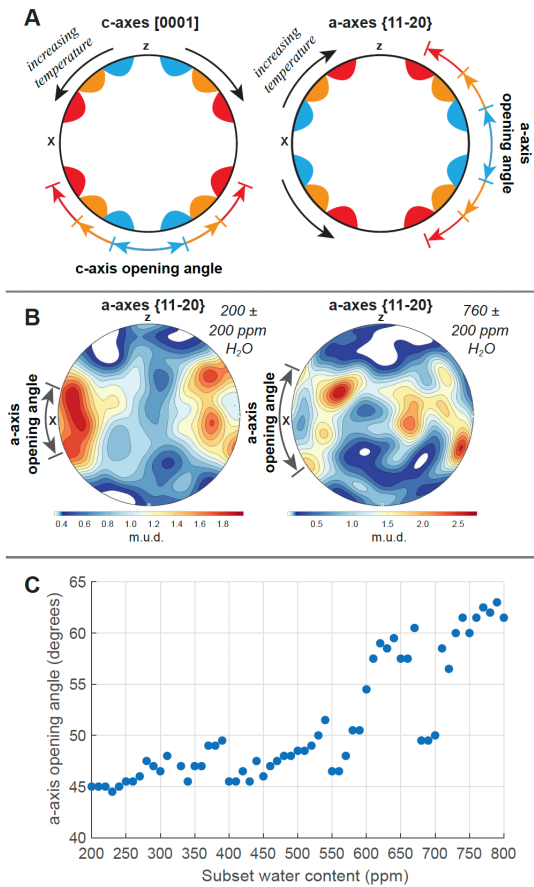 A
c-axes [0001]
a-axes {11-20}
increasing
temperature
z
x
increasing
temperature
z
x
a-axis
opening angle
c-axis opening angle
B
a-axes {11-20}
z
200 ±
200 ppm
H2O
a-axes {11-20}
z
760 ±
200 ppm
H2O
a-axis
opening angle
X
a-axis
opening angle
X
0.4 0.6 0.8 1.0 1.2 1.4 1.6 1.8
m.u.d.
0.5 1.0 1.5 2.0 2.5
m.u.d.
C
a-axis opening angle (degrees)
65
60
55
50
45
40
200 250 300 350 400 450 500 550 600 650 700 750 800
Subset water content (ppm)